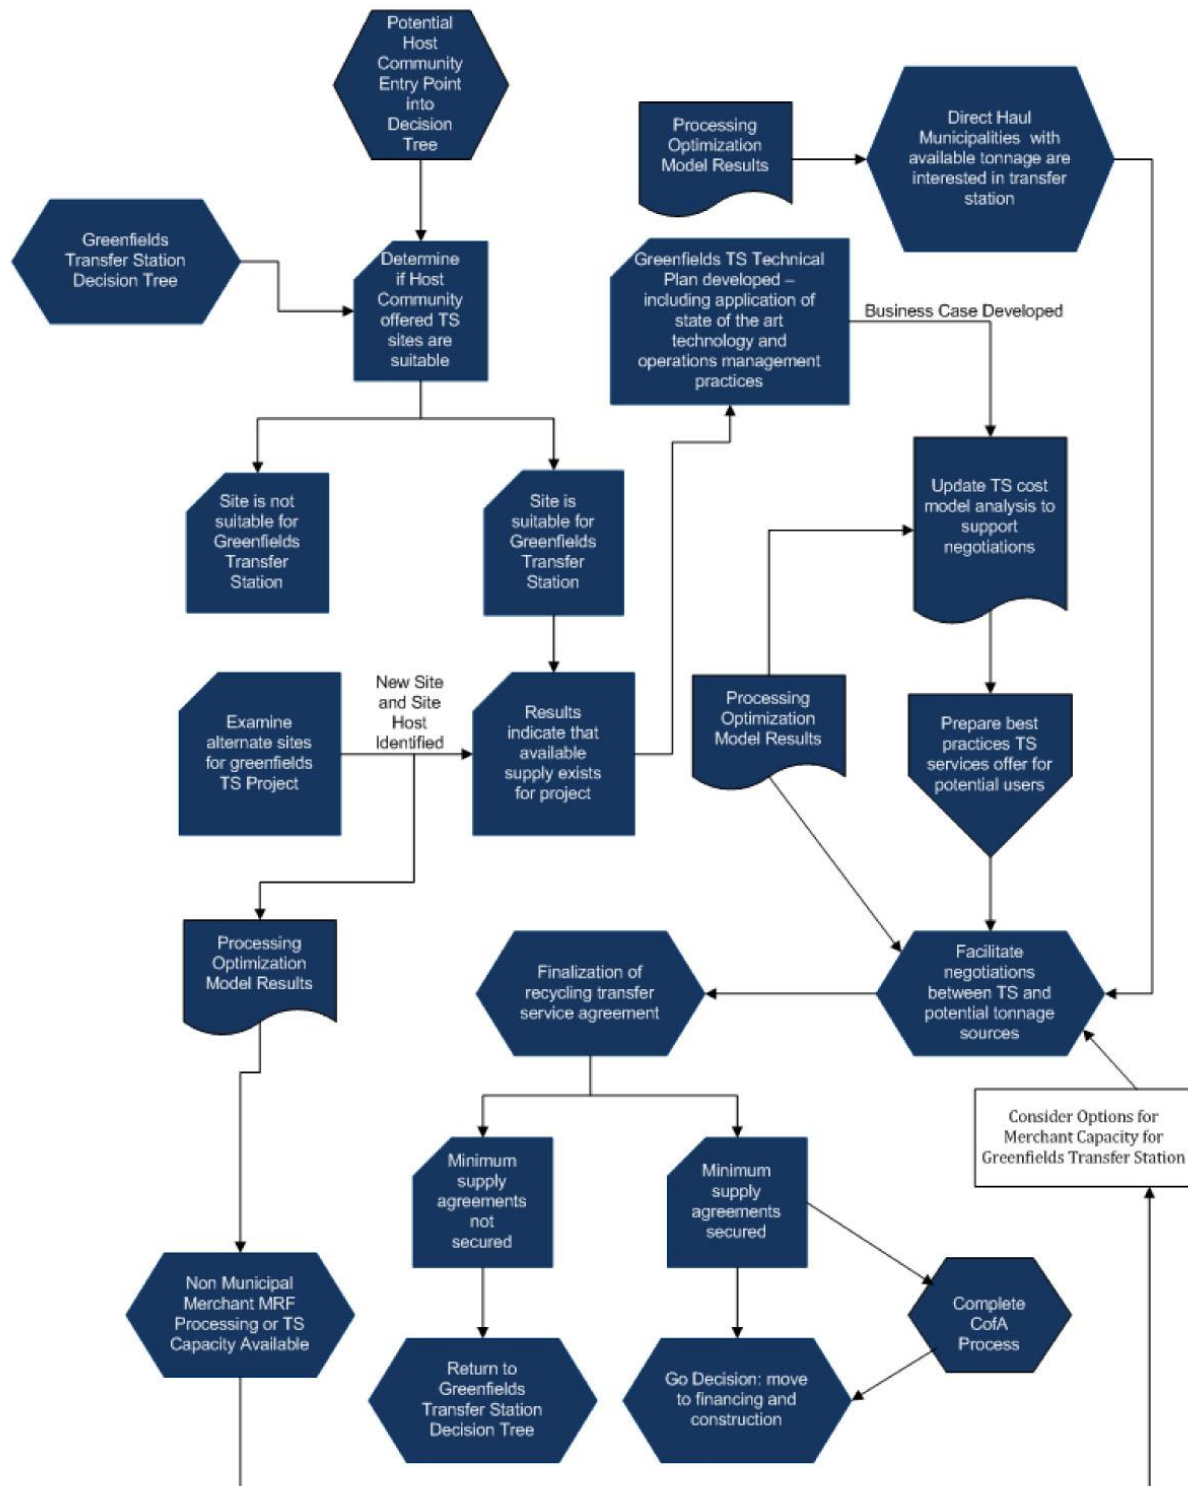 Potential
Host
Community
Entry Point
into
Decision
Tree
Processing
Optimization
Model Results
Direct Haul
Municipalities with
available tonnage are
interested in transfer
station
Greenfields
Transfer Station
Decision Tree
Determine
if Host
Community
offered TS
sites are
suitable
Greenfields TS Technical
Plan developed –
including application of
state of the art
technology and
operations management
practices
Business Case Developed
Site is not
suitable for
Greenfields
Transfer
Station
Site is
suitable for
Greenfields
Transfer
Station
Update TS cost
model analysis to
support
negotiations
Examine
alternate sites
for greenfields
TS Project
New Site
and Site
Host
Identified
Results
indicate that
available
supply exists
for project
Processing
Optimization
Model Results
Prepare best
practices TS
services offer for
potential users
Processing
Optimization
Model Results
Finalization of
recycling transfer
service agreement
Facilitate
negotiations
between TS and
potential tonnage
sources
Consider Options for
Merchant Capacity for
Greenfields Transfer Station
Minimum
supply
agreements
not
secured
Minimum
supply
agreements
secured
Non Municipal
Merchant MRF
Processing or TS
Capacity Available
Complete
CofA
Process
Return to
Greenfields
Transfer Station
Decision Tree
Go Decision: move
to financing and
construction